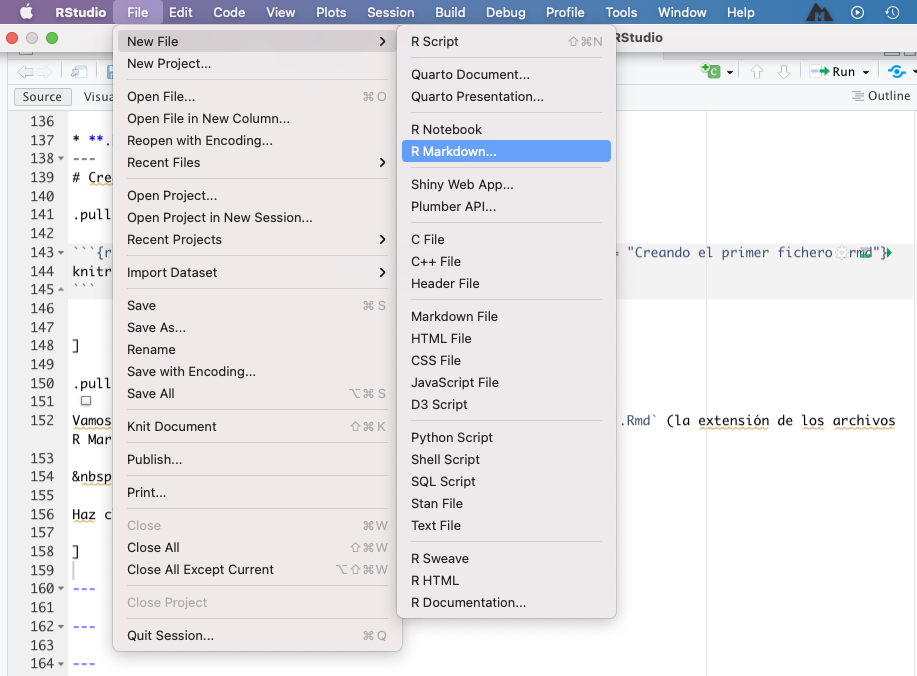 RStudio File Edit Code View Plots Session Build Debug Profile Tools Window Help
RStudio
Run
Source Visua
Outline
New File
New Project...
Open File... ⌘O
Open File in New Column...
Reopen with Encoding...
Recent Files
Open Project...
Open Project in New Session...
Recent Projects
Import Dataset
Save ⌘S
Save As...
Rename
Save with Encoding...
Save All ⌥⌘S
Knit Document ⇧⌘K
Publish...
Print...
Close ⌘W
Close All ⇧⌘W
Close All Except Current ⌥⇧⌘W
Close Project
Quit Session... ⌘Q
R Script ⇧⌘N
Quarto Document...
Quarto Presentation...
R Notebook
R Markdown...
Shiny Web App...
Plumber API...
C File
C++ File
Header File
Markdown File
HTML File
CSS File
JavaScript File
D3 Script
Python Script
Shell Script
SQL Script
Stan File
Text File
R Sweave
R HTML
R Documentation...
136
137 * **.
138 ---
139 # Crea
140
141 .pull
142
143 ```{r = "Creando el primer fichero rmd"}
144 knitr
145 ```
146
147
148 ]
149
150 .pull
151
152 Vamos .Rmd` (la extensión de los archivos
R Mar
153
154 &nbsp
155
156 Haz c
157
158 ]
159
160 ---
161
162 ---
163
164 ---